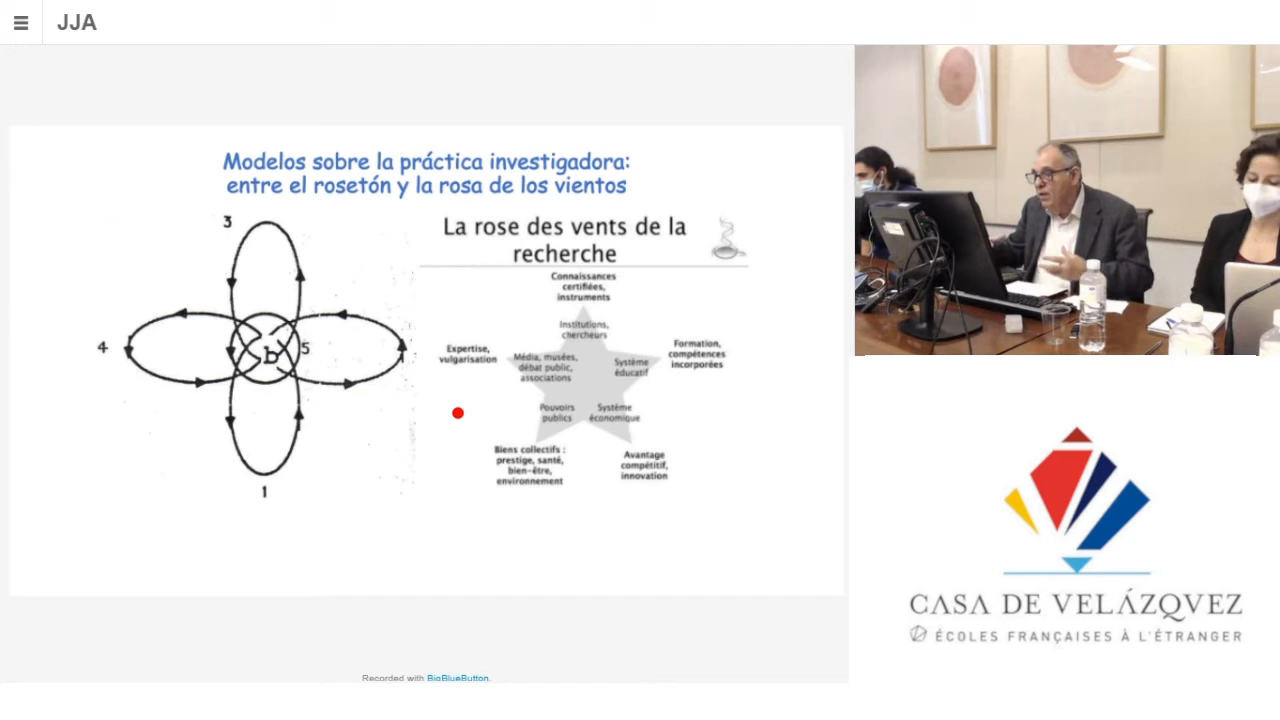 JJA
Modelos sobre la práctica investigadora:
entre el rosetón y la rosa de los vientos
3
4
b
5
1
La rose des vents de la
recherche
Connaissances
certifiées,
instruments
Institutions,
chercheurs
Expertise,
vulgarisation
Média, musées,
débat public,
associations
Système
éducatif
Formation,
compétences
incorporées
Pouvoirs
publics
Système
économique
Biens collectifs :
prestige, santé,
bien-être,
environnement
Avantage
compétitif,
innovation
CASA DE VELÁZQVEZ
ÉCOLES FRANÇAISES À L'ÉTRANGER
Recorded with BigBlueButton.